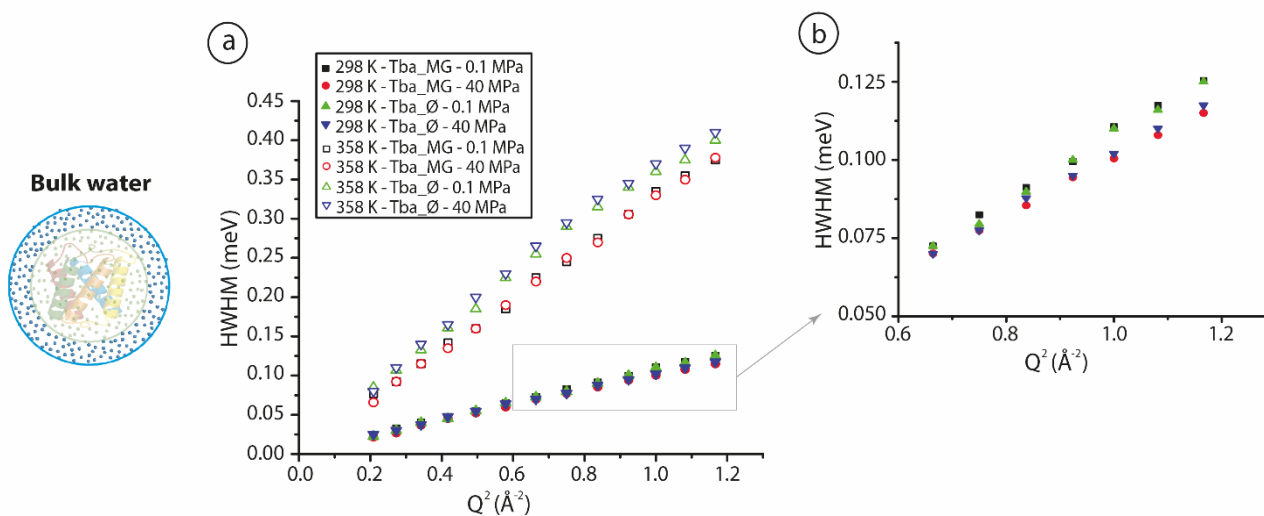 Bulk water
a
298 K - Tba_MG - 0.1 MPa
298 K - Tba_MG - 40 MPa
298 K - Tba_Ø - 0.1 MPa
298 K - Tba_Ø - 40 MPa
358 K - Tba_MG - 0.1 MPa
358 K - Tba_MG - 40 MPa
358 K - Tba_Ø - 0.1 MPa
358 K - Tba_Ø - 40 MPa
HWHM (meV)
0.45
0.40
0.35
0.30
0.25
0.20
0.15
0.10
0.05
0.00
0.0 0.2 0.4 0.6 0.8 1.0 1.2
Q² (Å⁻²)
b
HWHM (meV)
0.125
0.100
0.075
0.050
0.6 0.8 1.0 1.2
Q² (Å⁻²)